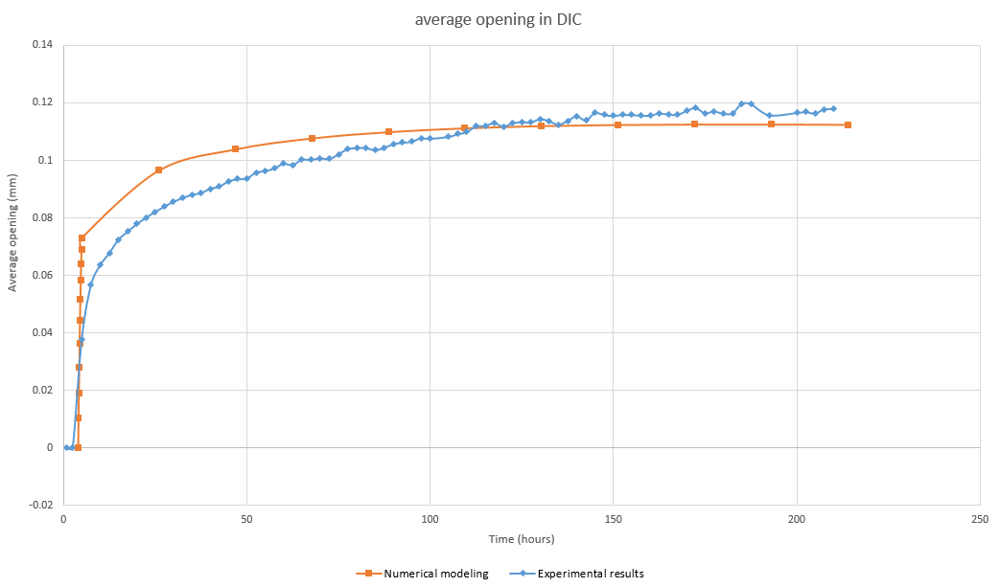 average opening in DIC
0.14
0.12
0.1
0.08
0.06
0.04
0.02
0
-0.02
Average opening (mm)
0 50 100 150 200 250
Time (hours)
Numerical modeling Experimental results